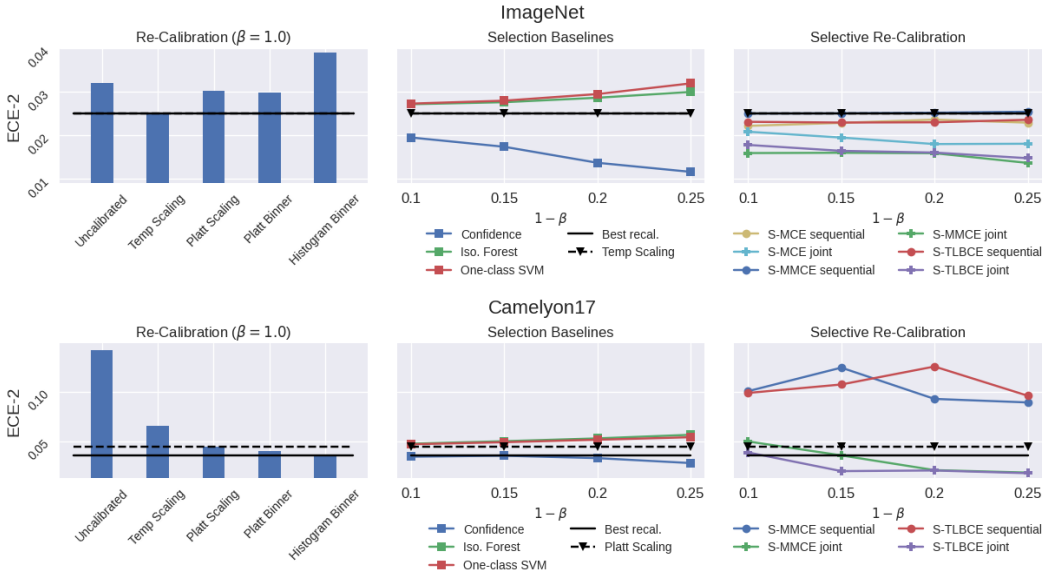 ImageNet
Re-Calibration (β = 1.0)
Selection Baselines
Selective Re-Calibration
ECE-2
0.04
0.03
0.02
0.01
Uncalibrated
Temp Scaling
Platt Scaling
Platt Binner
Histogram Binner
0.1 0.15 0.2 0.25
1 − β
Confidence
Iso. Forest
One-class SVM
Best recal.
Temp Scaling
0.1 0.15 0.2 0.25
1 − β
S-MCE sequential
S-MCE joint
S-MMCE sequential
S-MMCE joint
S-TLBCE sequential
S-TLBCE joint
Camelyon17
Re-Calibration (β = 1.0)
Selection Baselines
Selective Re-Calibration
ECE-2
0.10
0.05
Uncalibrated
Temp Scaling
Platt Scaling
Platt Binner
Histogram Binner
0.1 0.15 0.2 0.25
1 − β
Confidence
Iso. Forest
One-class SVM
Best recal.
Platt Scaling
0.1 0.15 0.2 0.25
1 − β
S-MMCE sequential
S-MMCE joint
S-TLBCE sequential
S-TLBCE joint